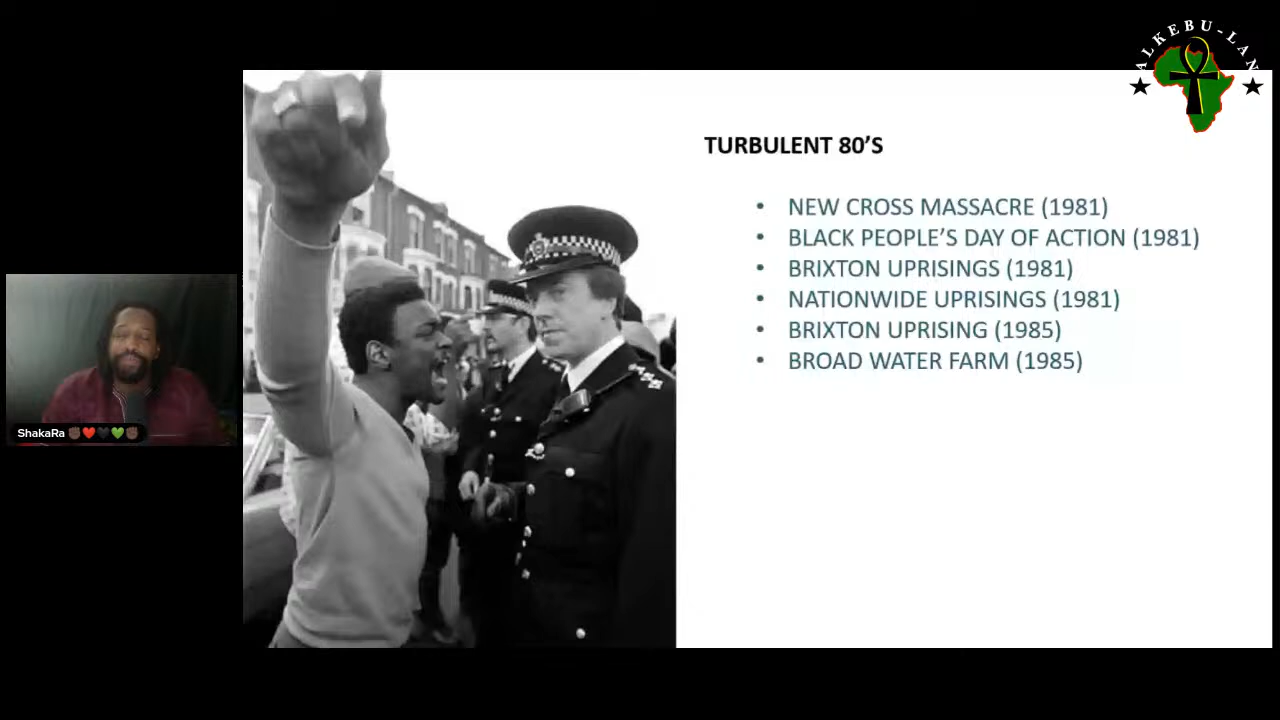 ALKEBU-LAN
TURBULENT 80’S
• NEW CROSS MASSACRE (1981)
• BLACK PEOPLE’S DAY OF ACTION (1981)
• BRIXTON UPRISINGS (1981)
• NATIONWIDE UPRISINGS (1981)
• BRIXTON UPRISING (1985)
• BROAD WATER FARM (1985)
ShakaRa ✊🏾❤️🖤💚✊🏾